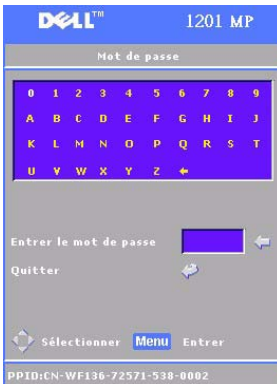 DELL™ 1201 MP
Mot de passe
0 1 2 3 4 5 6 7 8 9
A B C D E F G H I J
K L M N O P Q R S T
U V W X Y Z ←
Entrer le mot de passe
Quitter
Sélectionner Menu Entrer
PPID:CN-WF136-72571-538-0002